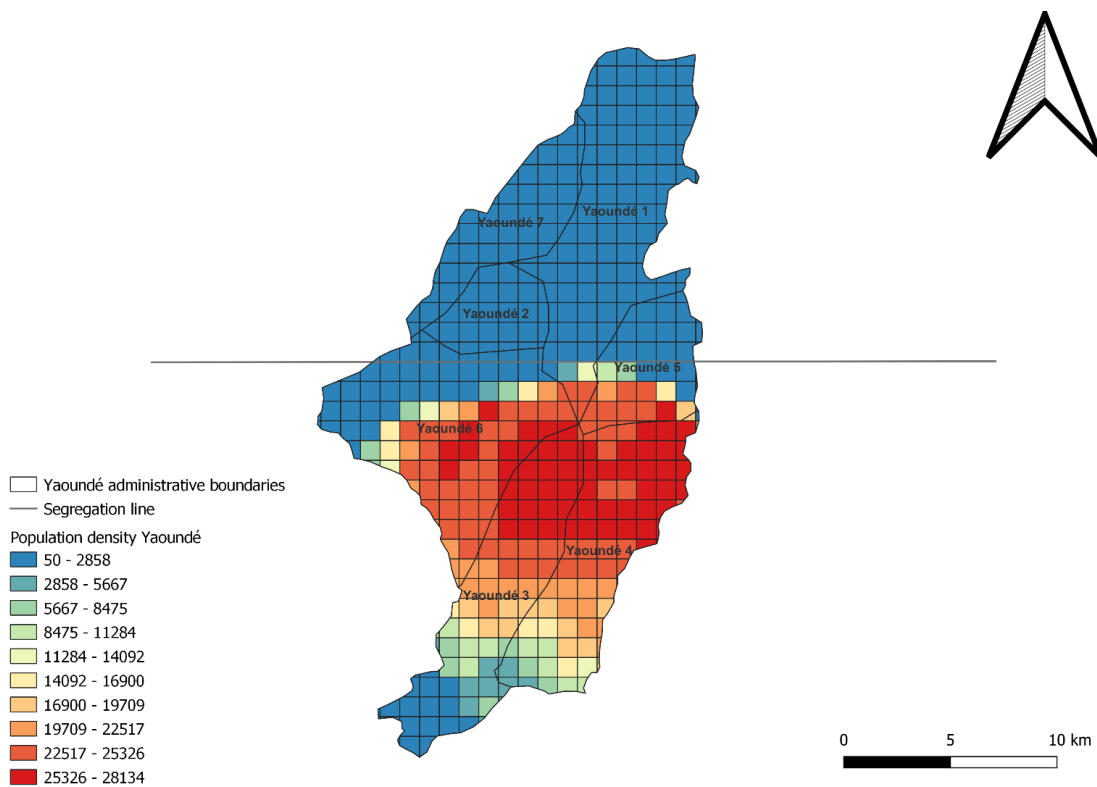 Yaoundé 1
Yaoundé 7
Yaoundé 2
Yaoundé 5
Yaoundé 6
Yaoundé 4
Yaoundé 3
Yaoundé administrative boundaries
Segregation line
Population density Yaoundé
50 - 2858
2858 - 5667
5667 - 8475
8475 - 11284
11284 - 14092
14092 - 16900
16900 - 19709
19709 - 22517
22517 - 25326
25326 - 28134
0 5 10 km